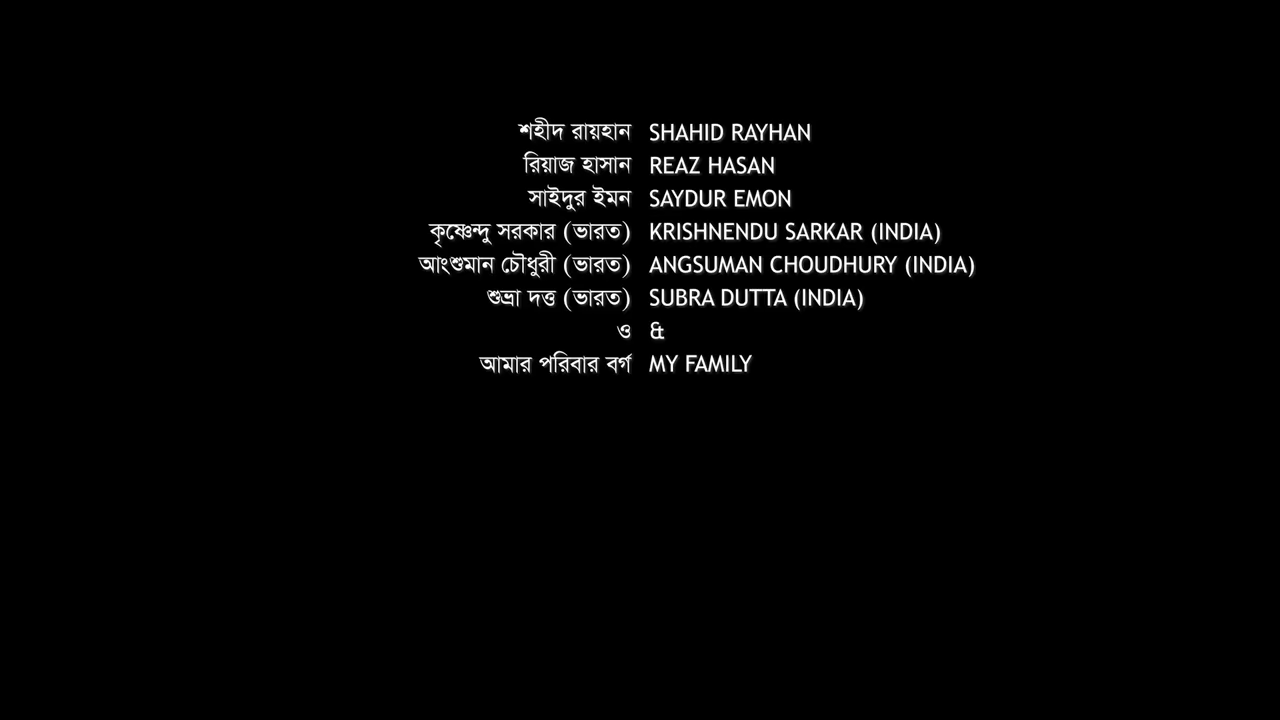 শহীদ রায়হান SHAHID RAYHAN
রিয়াজ হাসান REAZ HASAN
সাইদুর ইমন SAYDUR EMON
কৃষ্ণেন্দু সরকার (ভারত) KRISHNENDU SARKAR (INDIA)
আংশুমান চৌধুরী (ভারত) ANGSUMAN CHOUDHURY (INDIA)
শুভ্রা দত্ত (ভারত) SUBRA DUTTA (INDIA)
ও &
আমার পরিবার বর্গ MY FAMILY